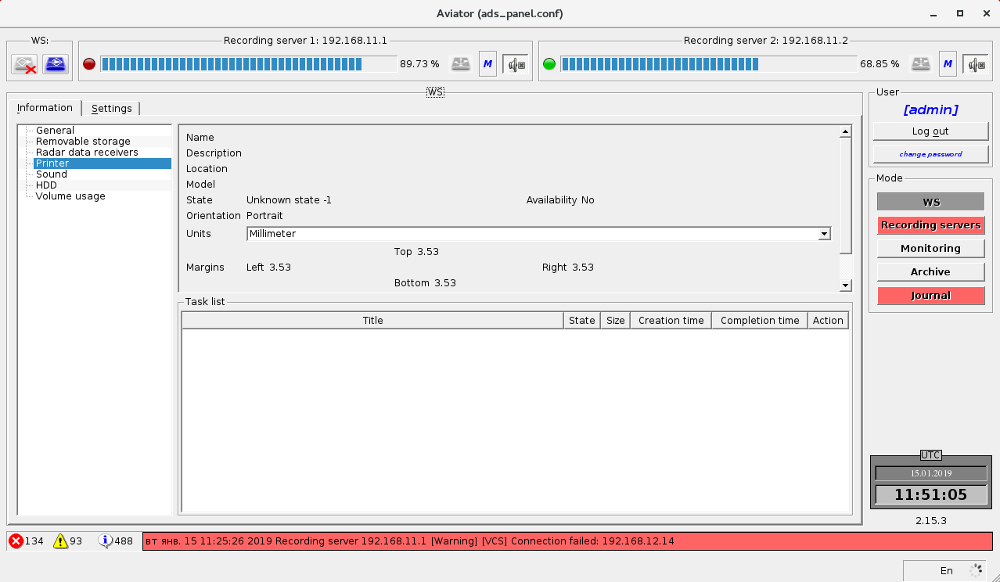 Aviator (ads_panel.conf)
WS:
Recording server 1: 192.168.11.1
89.73 %
M
Recording server 2: 192.168.11.2
68.85 %
M
WS
Information
Settings
General
Removable storage
Radar data receivers
Printer
Sound
HDD
Volume usage
Name
Description
Location
Model
State Unknown state -1 Availability No
Orientation Portrait
Units Millimeter
Top 3.53
Margins Left 3.53 Right 3.53
Bottom 3.53
Task list
Title State Size Creation time Completion time Action
User
[admin]
Log out
change password
Mode
WS
Recording servers
Monitoring
Archive
Journal
UTC
15.01.2019
11:51:05
2.15.3
134 93 488 вт янв. 15 11:25:26 2019 Recording server 192.168.11.1 [Warning] [VCS] Connection failed: 192.168.12.14
En